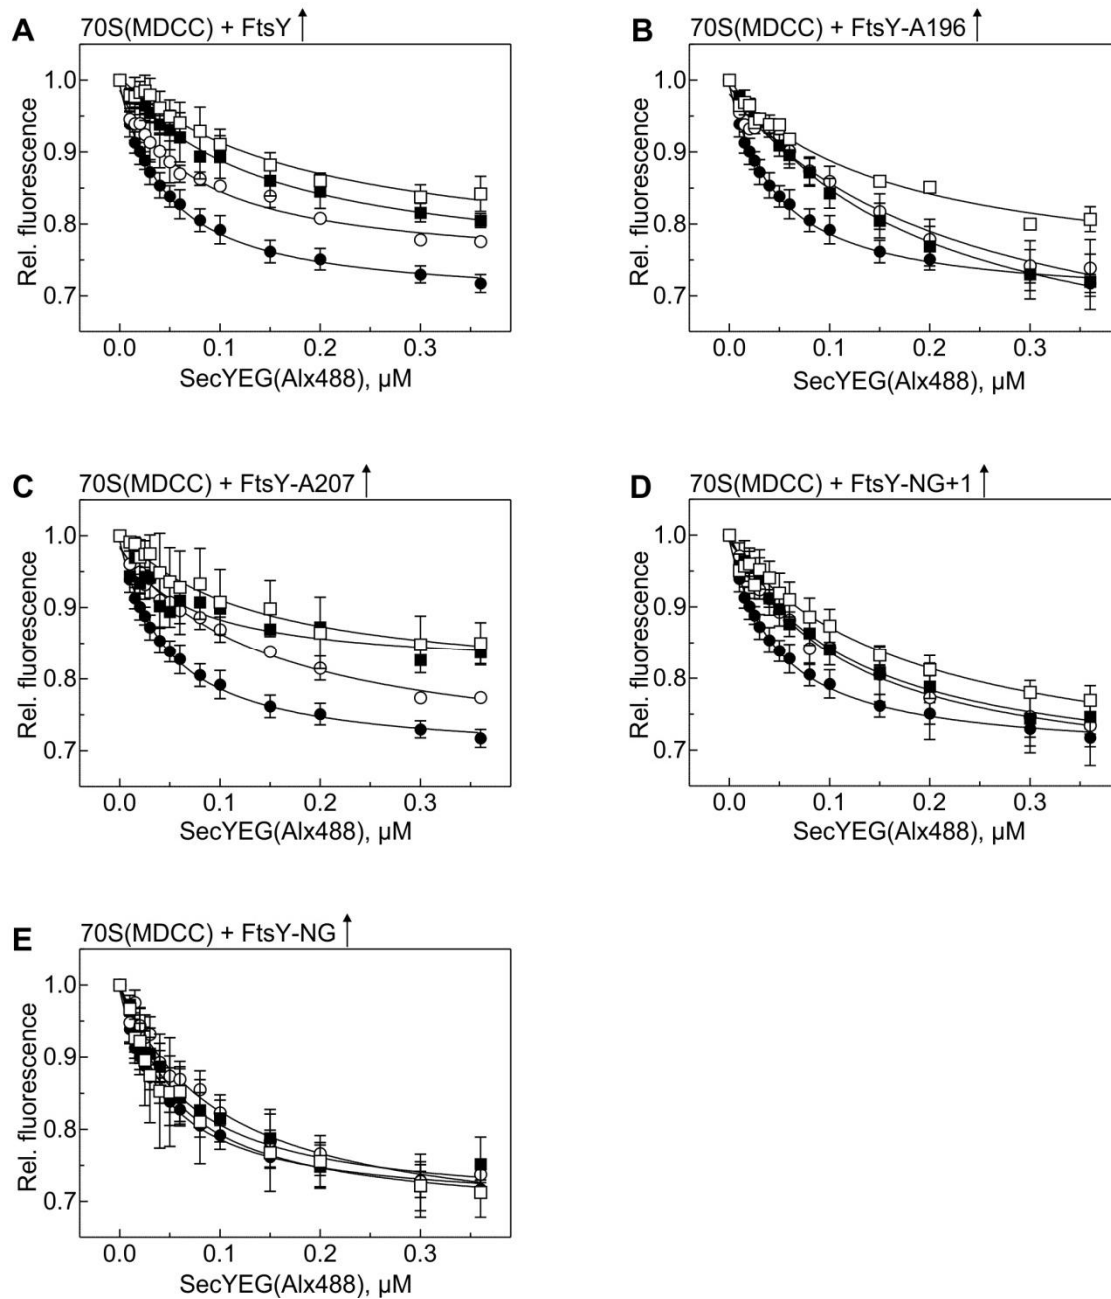 A 70S(MDCC) + FtsY ↑
1.0
0.9
0.8
0.7
Rel. fluorescence
0.0 0.1 0.2 0.3
SecYEG(Alx488), µM
B 70S(MDCC) + FtsY-A196 ↑
1.0
0.9
0.8
0.7
Rel. fluorescence
0.0 0.1 0.2 0.3
SecYEG(Alx488), µM
C 70S(MDCC) + FtsY-A207 ↑
1.0
0.9
0.8
0.7
Rel. fluorescence
0.0 0.1 0.2 0.3
SecYEG(Alx488), µM
D 70S(MDCC) + FtsY-NG+1 ↑
1.0
0.9
0.8
0.7
Rel. fluorescence
0.0 0.1 0.2 0.3
SecYEG(Alx488), µM
E 70S(MDCC) + FtsY-NG ↑
1.0
0.9
0.8
0.7
Rel. fluorescence
0.0 0.1 0.2 0.3
SecYEG(Alx488), µM